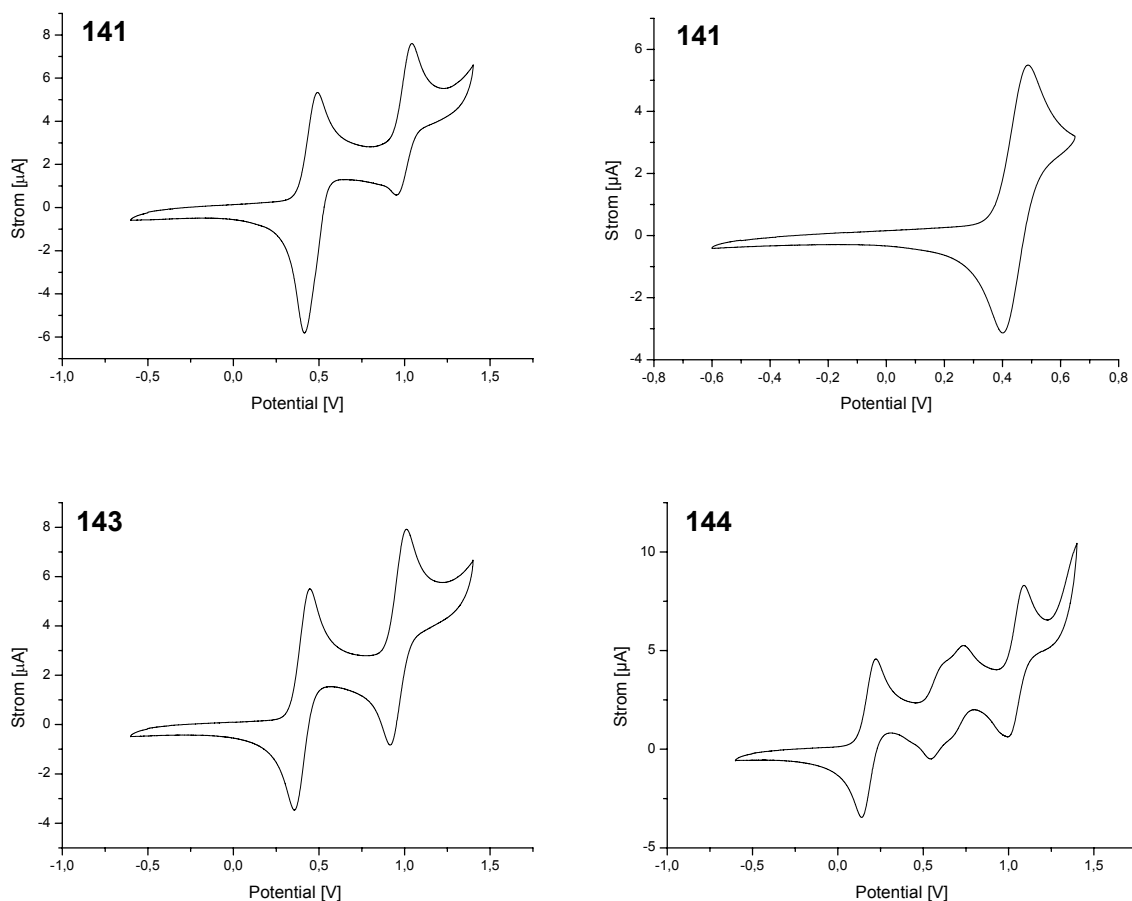 141
8
6
4
2
0
-2
-4
-6
Strom [µA]
-1,0 -0,5 0,0 0,5 1,0 1,5
Potential [V]
141
6
4
2
0
-2
-4
Strom [µA]
-0,8 -0,6 -0,4 -0,2 0,0 0,2 0,4 0,6 0,8
Potential [V]
143
8
6
4
2
0
-2
-4
Strom [µA]
-1,0 -0,5 0,0 0,5 1,0 1,5
Potential [V]
144
10
5
0
-5
Strom [µA]
-1,0 -0,5 0,0 0,5 1,0 1,5
Potential [V]